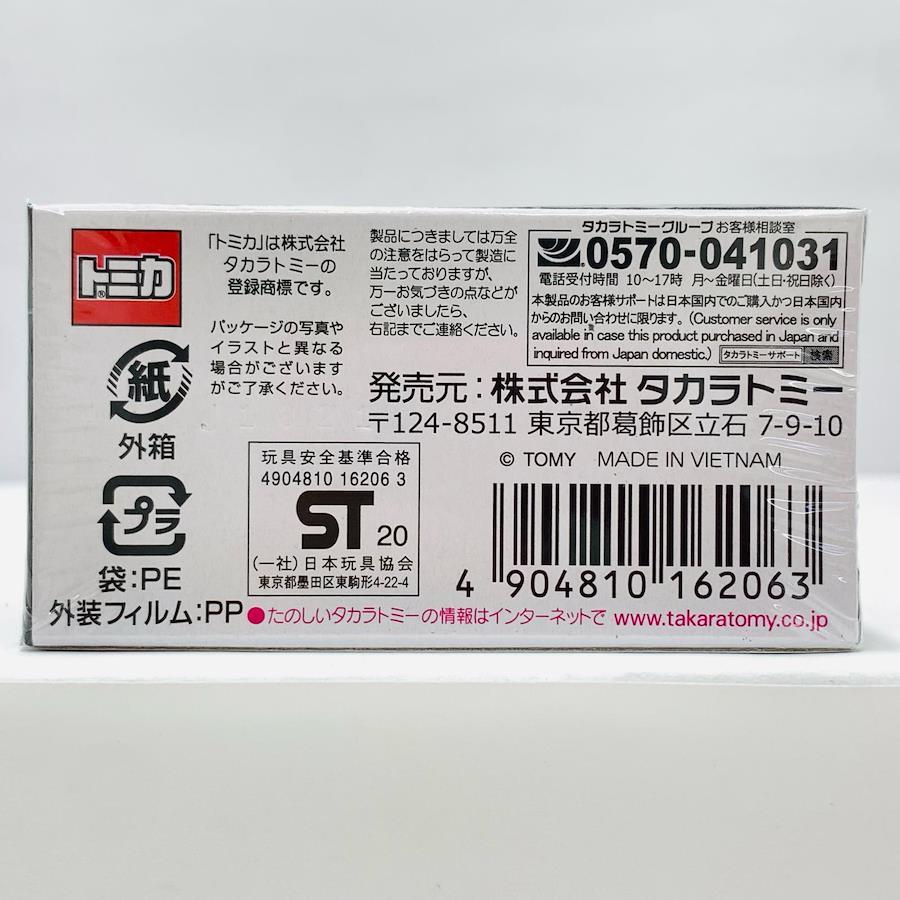 トミカ®
「トミカ」は株式会社
タカラトミーの
登録商標です。
パッケージの写真や
イラストと異なる
場合がございます
がご了承ください。
製品につきましては万全
の注意をはらって製造に
当たっておりますが、
万一お気づきの点などが
ございましたら、
右記までご連絡ください。
タカラトミーグループ お客様相談室
0570-041031
電話受付時間 10〜17時 月〜金曜日(土日・祝日除く)
本製品のお客様サポートは日本国内でのご購入かつ日本国内
からのお問い合わせに限ります。(Customer service is only
available in case this product purchased in Japan and
inquired from Japan domestic.) タカラトミーサポート 検索
発売元：株式会社 タカラトミー
〒124-8511 東京都葛飾区立石 7-9-10
© TOMY MADE IN VIETNAM
紙
外箱
プラ
袋：PE
外装フィルム：PP
玩具安全基準合格
4904810 16206 3
ST 20
(一社)日本玩具協会
東京都墨田区東駒形4-22-4
4 904810 162063
●たのしいタカラトミーの情報はインターネットで www.takaratomy.co.jp